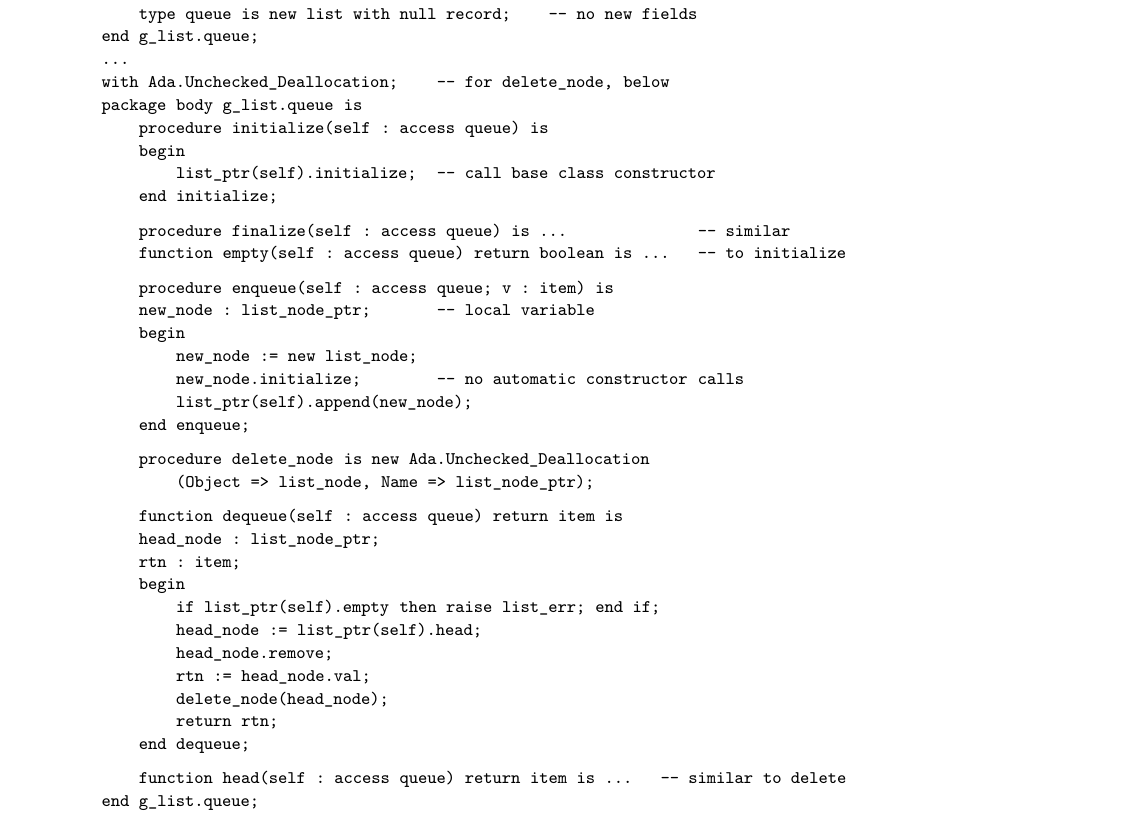 type queue is new list with null record;    -- no new fields
end g_list.queue;
...
with Ada.Unchecked_Deallocation;    -- for delete_node, below
package body g_list.queue is
    procedure initialize(self : access queue) is
    begin
        list_ptr(self).initialize;  -- call base class constructor
    end initialize;
    procedure finalize(self : access queue) is ...              -- similar
    function empty(self : access queue) return boolean is ...   -- to initialize
    procedure enqueue(self : access queue; v : item) is
    new_node : list_node_ptr;       -- local variable
    begin
        new_node := new list_node;
        new_node.initialize;        -- no automatic constructor calls
        list_ptr(self).append(new_node);
    end enqueue;
    procedure delete_node is new Ada.Unchecked_Deallocation
        (Object => list_node, Name => list_node_ptr);
    function dequeue(self : access queue) return item is
    head_node : list_node_ptr;
    rtn : item;
    begin
        if list_ptr(self).empty then raise list_err; end if;
        head_node := list_ptr(self).head;
        head_node.remove;
        rtn := head_node.val;
        delete_node(head_node);
        return rtn;
    end dequeue;
    function head(self : access queue) return item is ...   -- similar to delete
end g_list.queue;